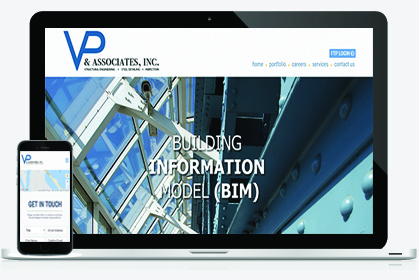 VP
& ASSOCIATES, INC.
STRUCTURAL ENGINEERING • STEEL DETAILING • INSPECTION
FTP LOGIN
home • portfolio • careers • services • contact us
BUILDING
INFORMATION
MODEL (BIM)
VP
& ASSOCIATES, INC.
GET IN TOUCH